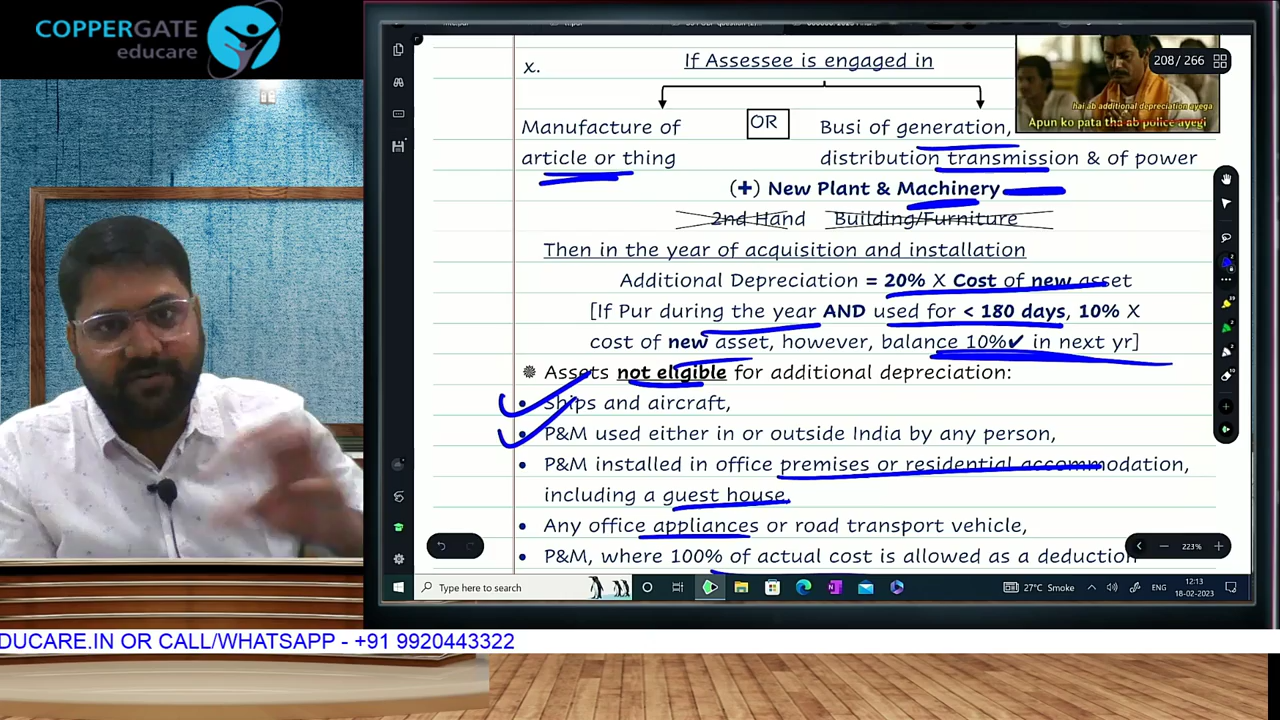 COPPERGATE
educare
208 / 266
x.
If Assessee is engaged in
hai ab additional depreciation ayega
Apun ko pata tha ab police ayegi
Manufacture of
article or thing
OR
Busi of generation,
distribution transmission & of power
(+) New Plant & Machinery
2nd Hand Building/Furniture
Then in the year of acquisition and installation
Additional Depreciation = 20% X Cost of new asset
[If Pur during the year AND used for < 180 days, 10% X
cost of new asset, however, balance 10%✔ in next yr]
Assets not eligible for additional depreciation:
• Ships and aircraft,
• P&M used either in or outside India by any person,
• P&M installed in office premises or residential accommodation,
including a guest house,
• Any office appliances or road transport vehicle,
• P&M, where 100% of actual cost is allowed as a deduction
223%
Type here to search
27°C Smoke
ENG
12:13
18-02-2023
DUCARE.IN OR CALL/WHATSAPP - +91 9920443322